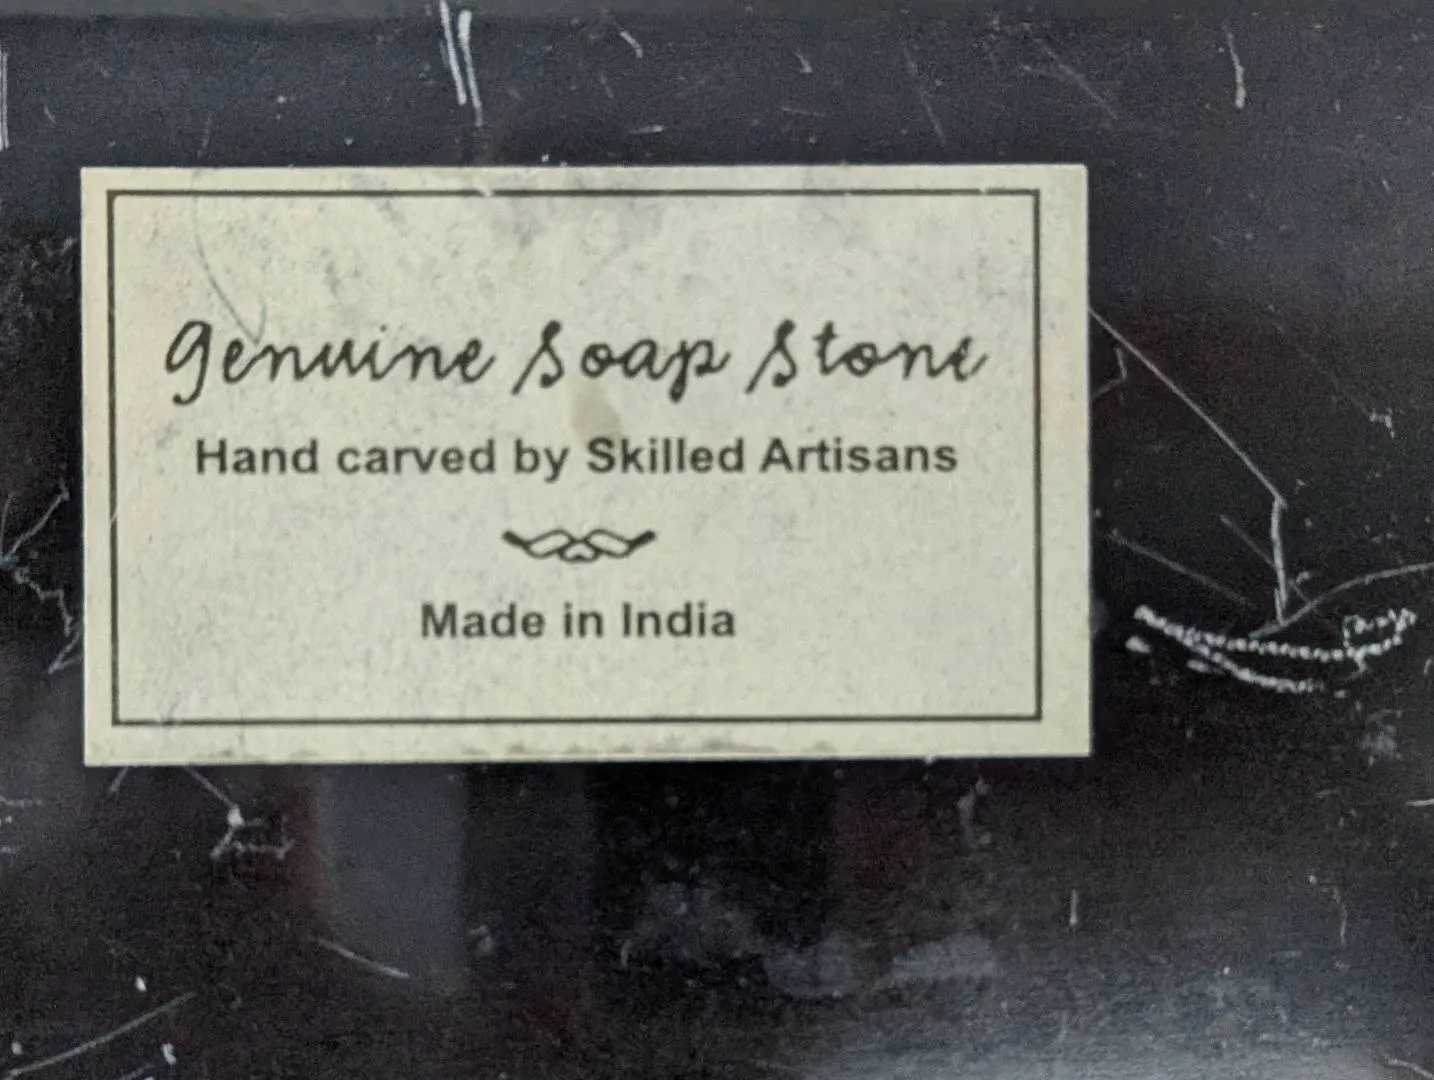 Genuine Soap Stone
Hand carved by Skilled Artisans
Made in India